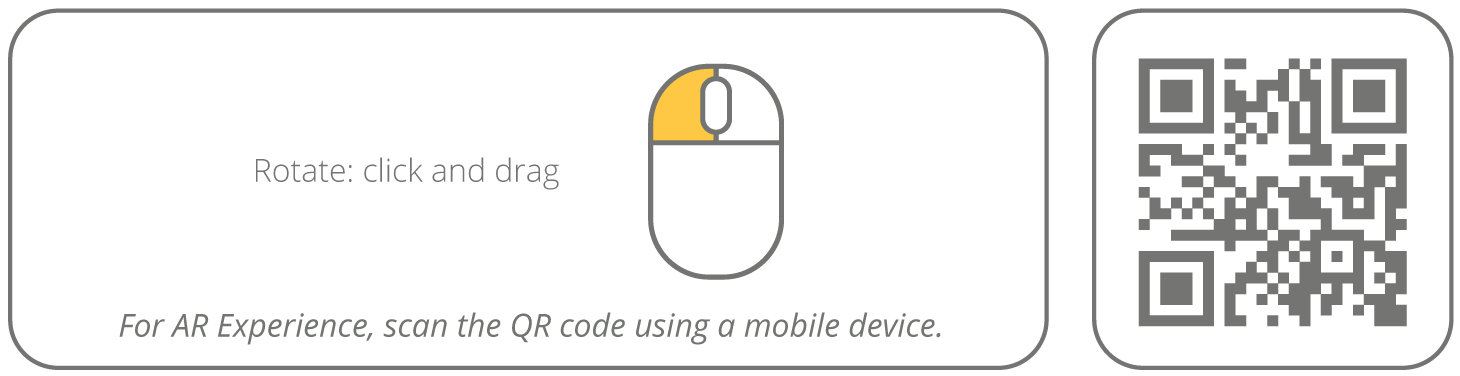 Rotate: click and drag
For AR Experience, scan the QR code using a mobile device.